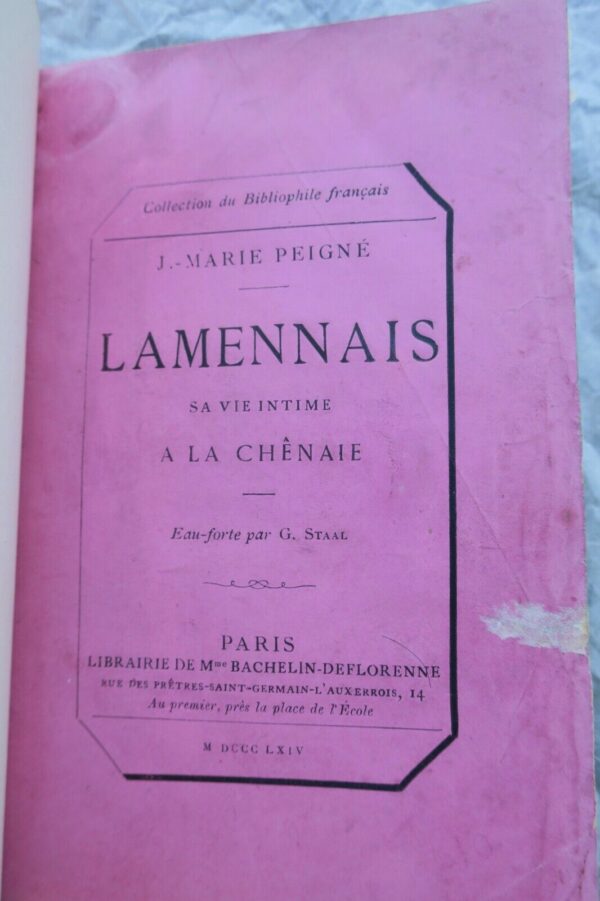 Collection du Bibliophile français
J.-MARIE PEIGNÉ
LAMENNAIS
SA VIE INTIME
A LA CHÊNAIE
Eau-forte par G. STAAL
PARIS
LIBRAIRIE DE Mme BACHELIN-DEFLORENNE
RUE DES PRÊTRES-SAINT-GERMAIN-L'AUXERROIS, 14
Au premier, près la place de l'École
M DCCC LXIV